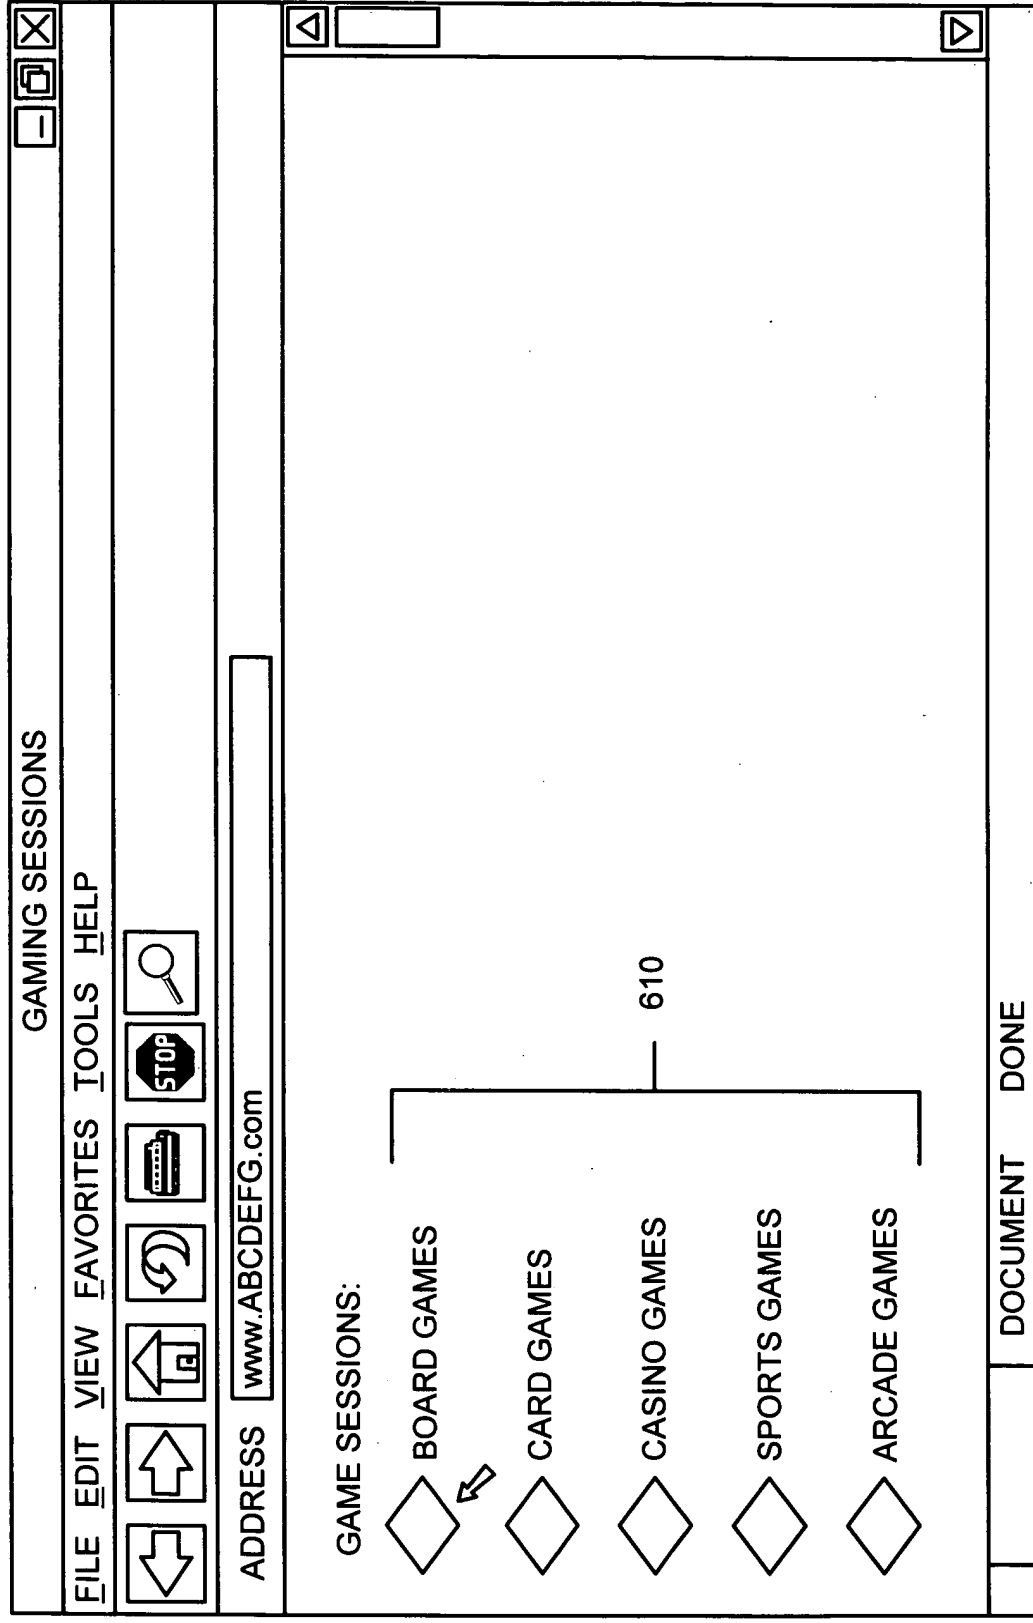 GAMING SESSIONS
FILE EDIT VIEW FAVORITES TOOLS HELP
STOP
ADDRESS www.ABCDEFG.com
GAME SESSIONS:
BOARD GAMES
CARD GAMES
CASINO GAMES
610
SPORTS GAMES
ARCADE GAMES
DOCUMENT DONE